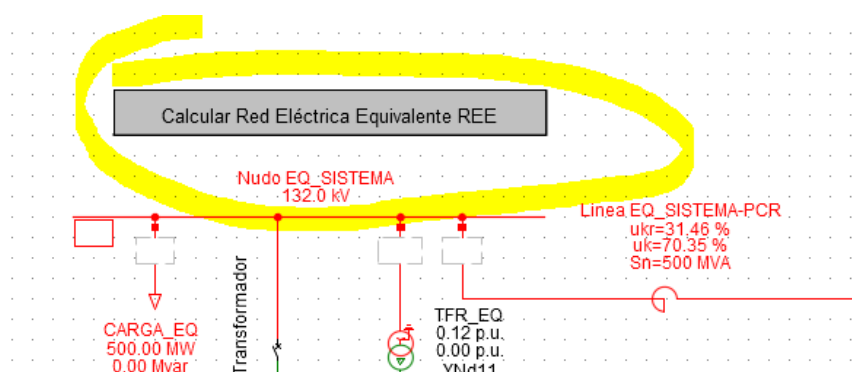 Calcular Red Eléctrica Equivalente REE
Nudo EQ_SISTEMA
132.0 kV
Linea EQ_SISTEMA-PCR
ukr=31.46 %
uk=70.35 %
Sn=500 MVA
Transformador
CARGA_EQ
500.00 MW
0.00 Mvar
TFR_EQ
0.12 p.u.
0.00 p.u.
YNd11